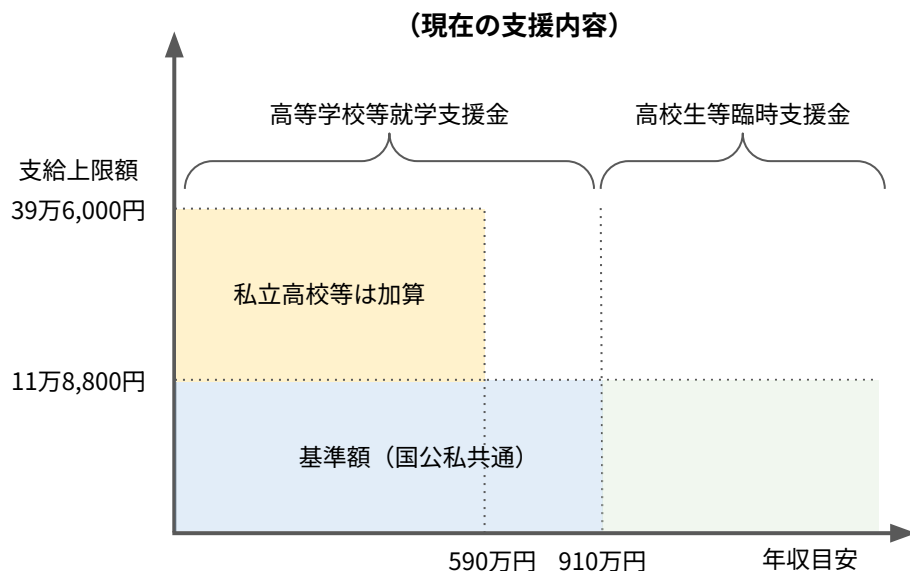 （現在の支援内容）
高等学校等就学支援金
高校生等臨時支援金
支給上限額
39万6,000円
私立高校等は加算
11万8,800円
基準額（国公私共通）
590万円
910万円
年収目安